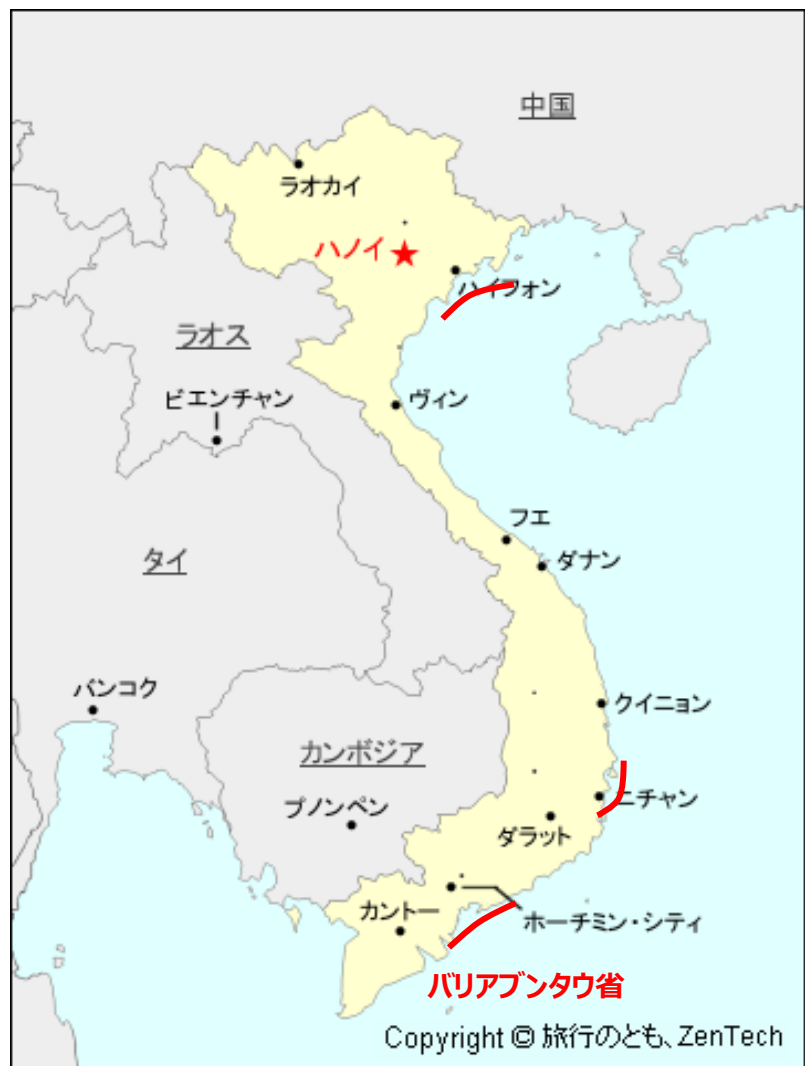 中国
ラオカイ
ハノイ
ハイフォン
ラオス
ビエンチャン
ヴィン
フエ
ダナン
タイ
バンコク
クイニョン
カンボジア
プノンペン
ニチャン
ダラット
カントー
ホーチミン・シティ
バリアブンタウ省
Copyright © 旅行のとも、ZenTech